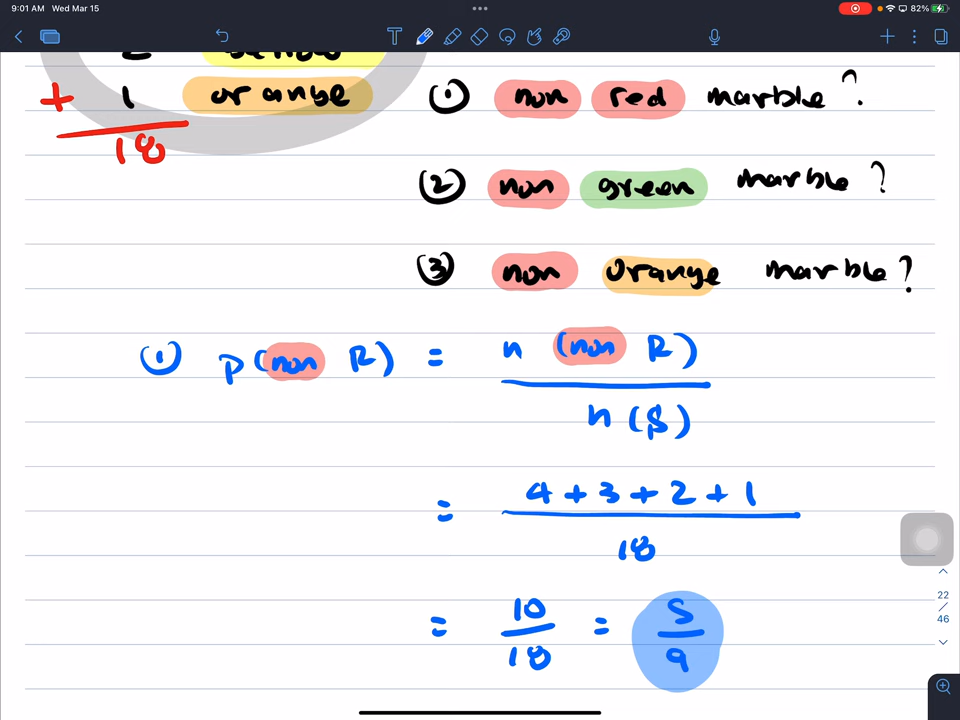 9:01 AM Wed Mar 15
82%
+ 1 orange
18
(1) non red marble?
(2) non green marble?
(3) non orange marble?
(1) P(non R) = n (non R)
n (S)
= 4 + 3 + 2 + 1
18
= 10 = 5
18 9
22
/
46